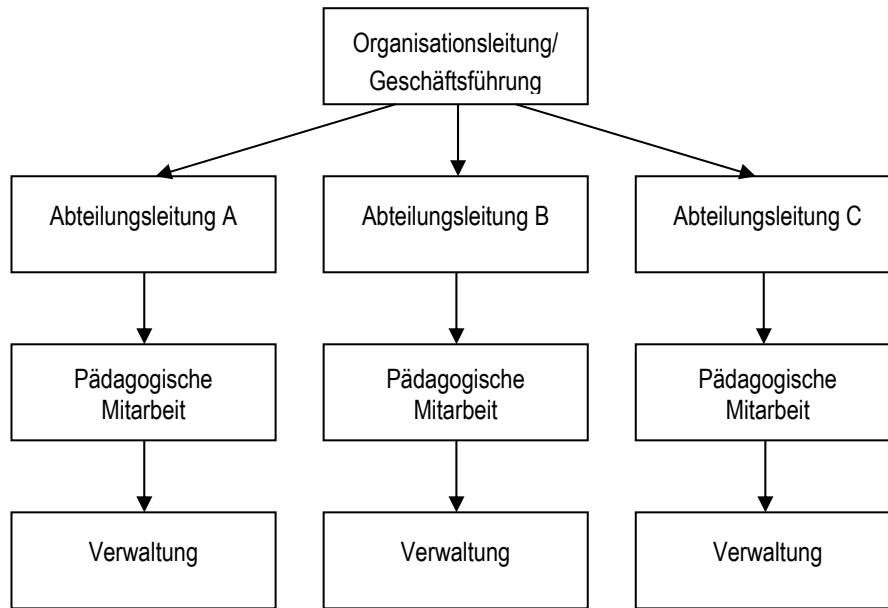 Organisationsleitung/
Geschäftsführung
Abteilungsleitung A
Abteilungsleitung B
Abteilungsleitung C
Pädagogische
Mitarbeit
Pädagogische
Mitarbeit
Pädagogische
Mitarbeit
Verwaltung
Verwaltung
Verwaltung